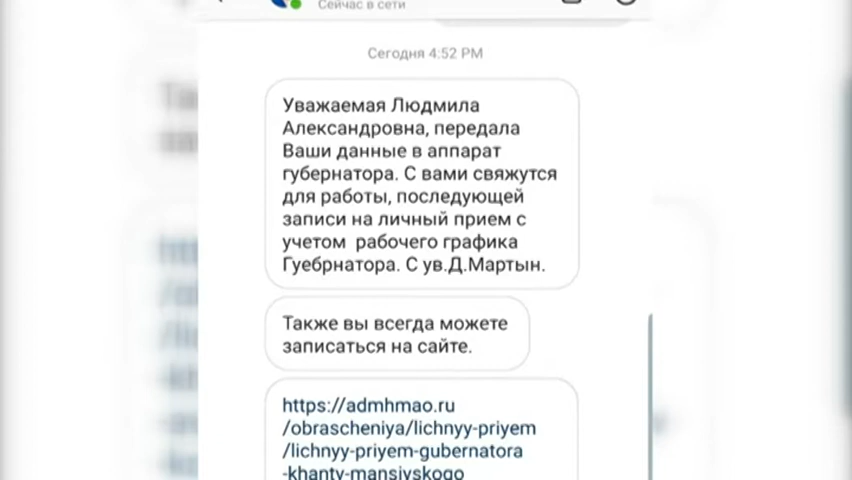 Сейчас в сети
Сегодня 4:52 PM
Уважаемая Людмила
Александровна, передала
Ваши данные в аппарат
губернатора. С вами свяжутся
для работы, последующей
записи на личный прием с
учетом рабочего графика
Гуебрнатора. С ув.Д.Мартын.
Также вы всегда можете
записаться на сайте.
https://admhmao.ru
/obrascheniya/lichnyy-priyem
/lichnyy-priyem-gubernatora
-khanty-mansiyskogo